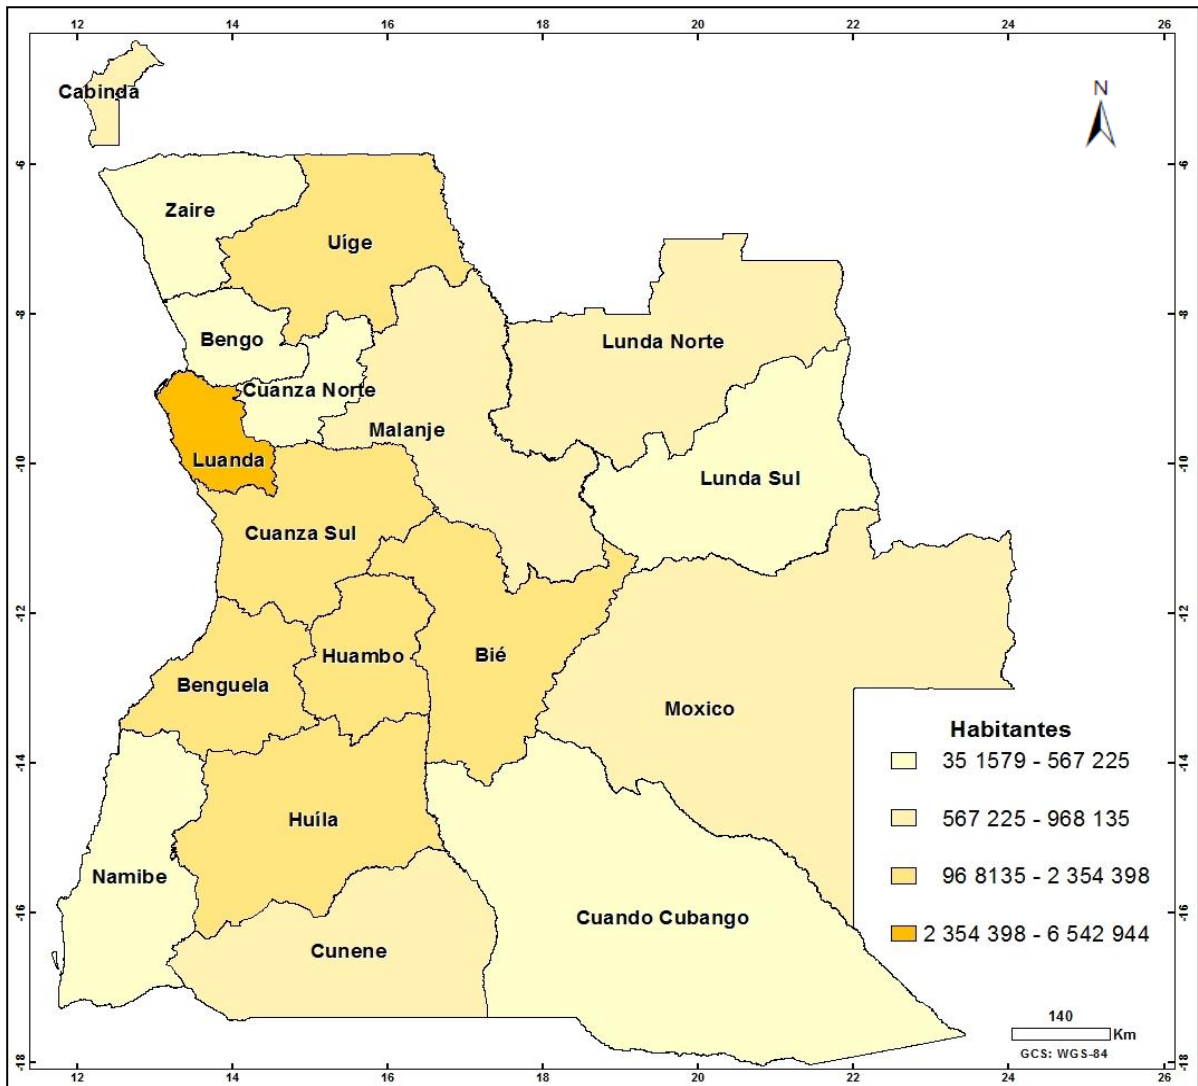 12 14 16 18 20 22 24 26
N
Cabinda
-6 -6
Zaire
Uíge
-8 -8
Bengo
Lunda Norte
Cuanza Norte
Malanje
Luanda
-10 -10
Lunda Sul
Cuanza Sul
-12 -12
Huambo
Bié
Benguela
Moxico
Habitantes
35 1579 - 567 225
-14 -14
567 225 - 968 135
Huíla
Namibe
96 8135 - 2 354 398
-16 -16
Cuando Cubango
2 354 398 - 6 542 944
Cunene
140
Km
GCS: WGS-84
-18 -18
12 14 16 18 20 22 24 26